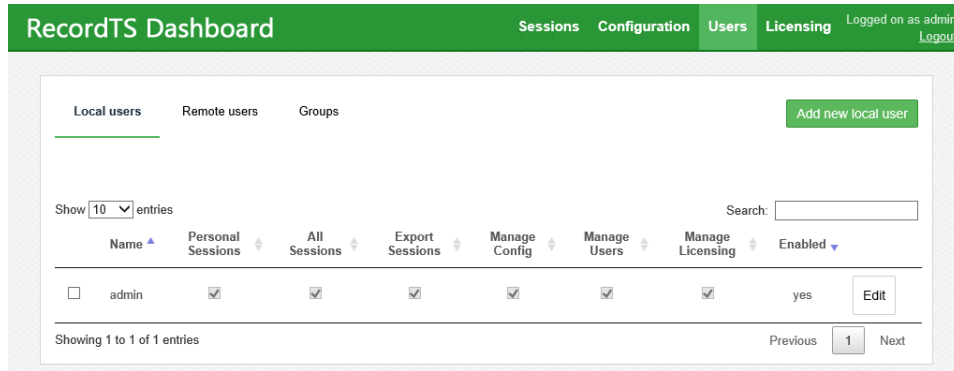 RecordTS Dashboard
Sessions Configuration Users Licensing
Logged on as admin
Logout
Local users Remote users Groups
Add new local user
Show 10 entries
Search:
Name Personal Sessions All Sessions Export Sessions Manage Config Manage Users Manage Licensing Enabled
admin yes Edit
Showing 1 to 1 of 1 entries
Previous 1 Next